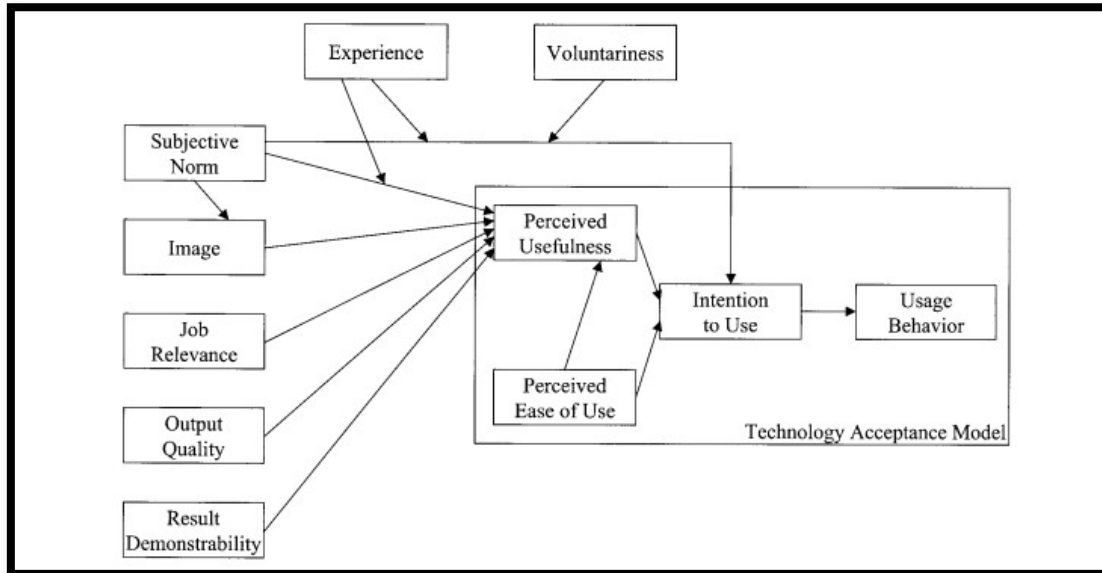 Experience
Voluntariness
Subjective
Norm
Image
Job
Relevance
Output
Quality
Result
Demonstrability
Perceived
Usefulness
Perceived
Ease of Use
Intention
to Use
Usage
Behavior
Technology Acceptance Model